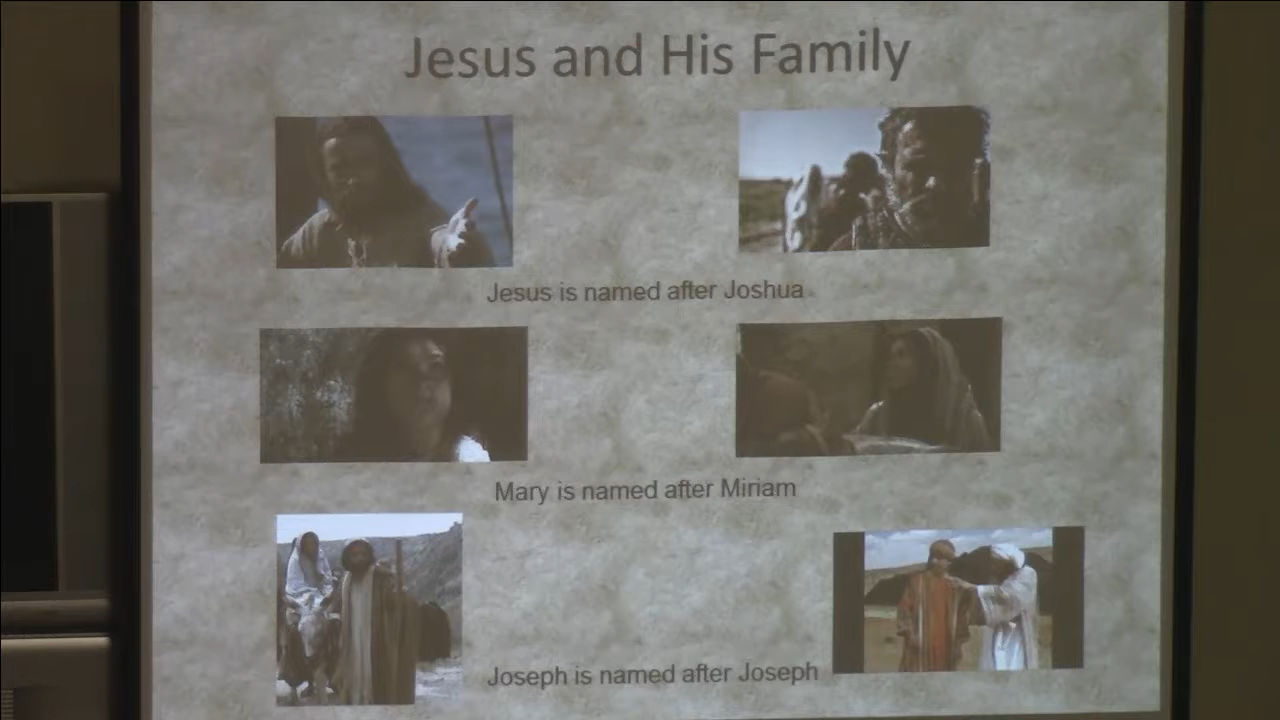 Jesus and His Family
Jesus is named after Joshua
Mary is named after Miriam
Joseph is named after Joseph